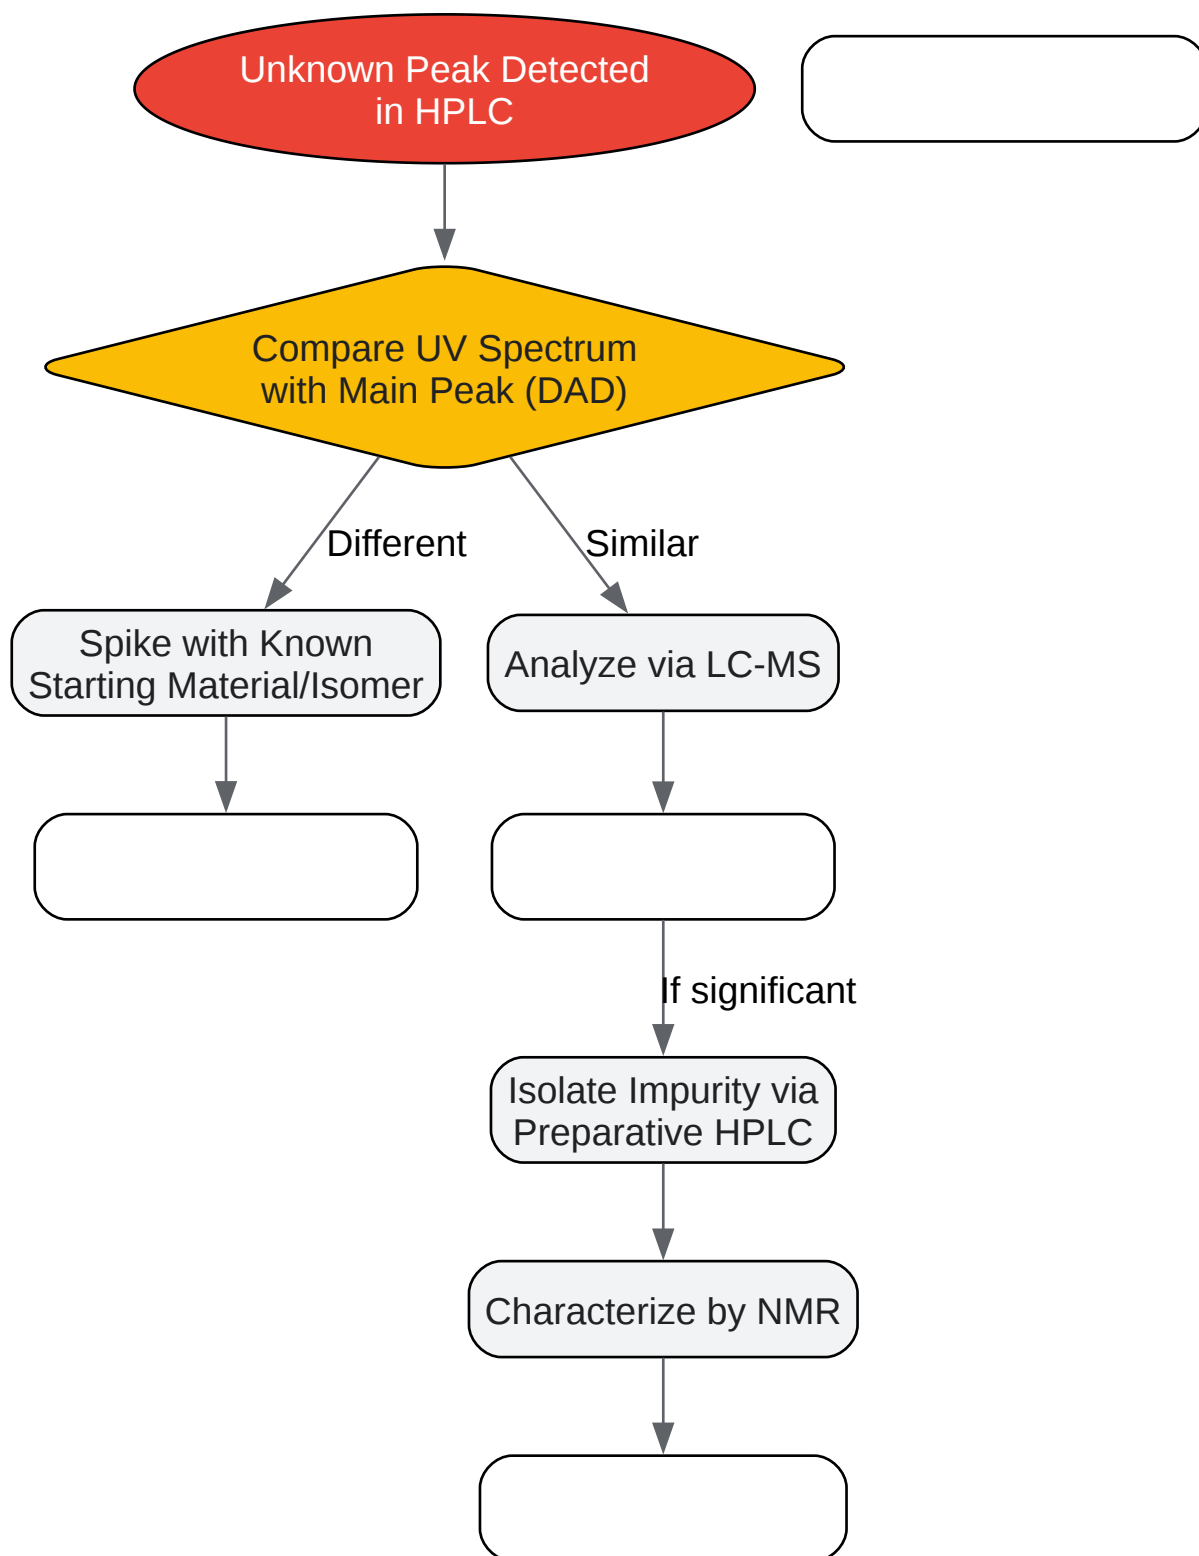 Unknown Peak Detected
in HPLC
Compare UV Spectrum
with Main Peak (DAD)
Different
Similar
Spike with Known
Starting Material/Isomer
Analyze via LC-MS
If significant
Isolate Impurity via
Preparative HPLC
Characterize by NMR